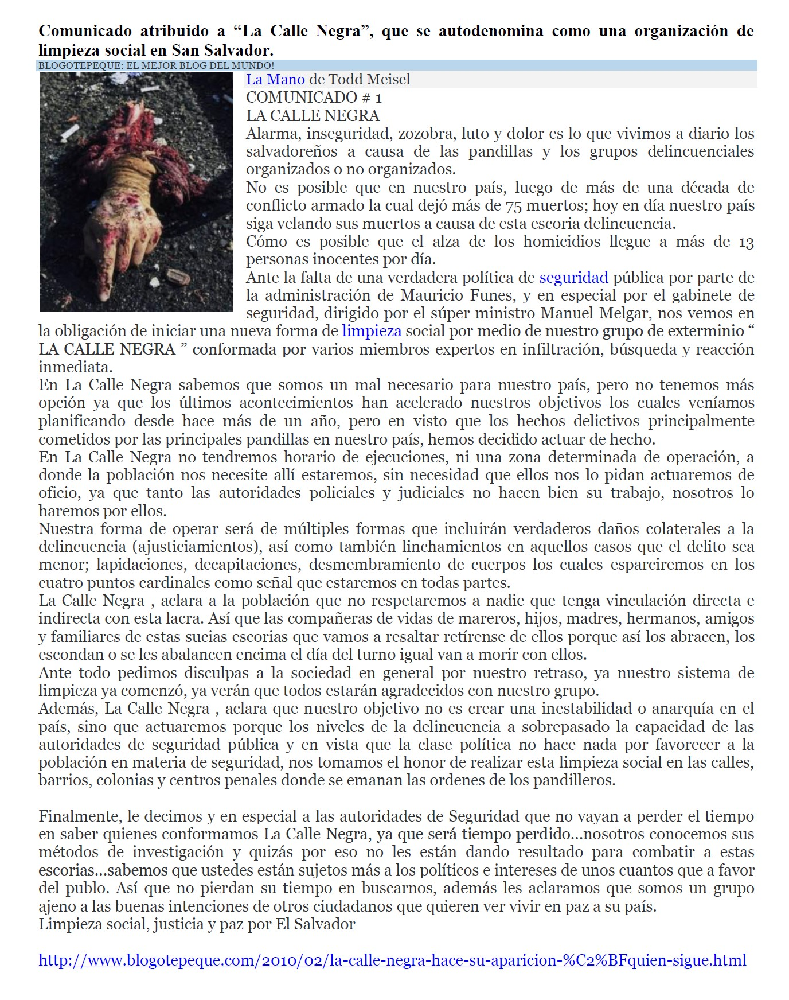 Comunicado atribuido a “La Calle Negra”, que se autodenomina como una organización de
limpieza social en San Salvador.
BLOGOTEPEQUE: EL MEJOR BLOG DEL MUNDO!
La Mano de Todd Meisel
COMUNICADO # 1
LA CALLE NEGRA
Alarma, inseguridad, zozobra, luto y dolor es lo que vivimos a diario los
salvadoreños a causa de las pandillas y los grupos delincuenciales
organizados o no organizados.
No es posible que en nuestro país, luego de más de una década de
conflicto armado la cual dejó más de 75 muertos; hoy en día nuestro país
siga velando sus muertos a causa de esta escoria delincuencia.
Cómo es posible que el alza de los homicidios llegue a más de 13
personas inocentes por día.
Ante la falta de una verdadera política de seguridad pública por parte de
la administración de Mauricio Funes, y en especial por el gabinete de
seguridad, dirigido por el súper ministro Manuel Melgar, nos vemos en
la obligación de iniciar una nueva forma de limpieza social por medio de nuestro grupo de exterminio “
LA CALLE NEGRA ” conformada por varios miembros expertos en infiltración, búsqueda y reacción
inmediata.
En La Calle Negra sabemos que somos un mal necesario para nuestro país, pero no tenemos más
opción ya que los últimos acontecimientos han acelerado nuestros objetivos los cuales veníamos
planificando desde hace más de un año, pero en visto que los hechos delictivos principalmente
cometidos por las principales pandillas en nuestro país, hemos decidido actuar de hecho.
En La Calle Negra no tendremos horario de ejecuciones, ni una zona determinada de operación, a
donde la población nos necesite allí estaremos, sin necesidad que ellos nos lo pidan actuaremos de
oficio, ya que tanto las autoridades policiales y judiciales no hacen bien su trabajo, nosotros lo
haremos por ellos.
Nuestra forma de operar será de múltiples formas que incluirán verdaderos daños colaterales a la
delincuencia (ajusticiamientos), así como también linchamientos en aquellos casos que el delito sea
menor; lapidaciones, decapitaciones, desmembramiento de cuerpos los cuales esparciremos en los
cuatro puntos cardinales como señal que estaremos en todas partes.
La Calle Negra , aclara a la población que no respetaremos a nadie que tenga vinculación directa e
indirecta con esta lacra. Así que las compañeras de vidas de mareros, hijos, madres, hermanos, amigos
y familiares de estas sucias escorias que vamos a resaltar retírense de ellos porque así los abracen, los
escondan o se les abalancen encima el día del turno igual van a morir con ellos.
Ante todo pedimos disculpas a la sociedad en general por nuestro retraso, ya nuestro sistema de
limpieza ya comenzó, ya verán que todos estarán agradecidos con nuestro grupo.
Además, La Calle Negra , aclara que nuestro objetivo no es crear una inestabilidad o anarquía en el
país, sino que actuaremos porque los niveles de la delincuencia a sobrepasado la capacidad de las
autoridades de seguridad pública y en vista que la clase política no hace nada por favorecer a la
población en materia de seguridad, nos tomamos el honor de realizar esta limpieza social en las calles,
barrios, colonias y centros penales donde se emanan las ordenes de los pandilleros.
Finalmente, le decimos y en especial a las autoridades de Seguridad que no vayan a perder el tiempo
en saber quienes conformamos La Calle Negra, ya que será tiempo perdido...nosotros conocemos sus
métodos de investigación y quizás por eso no les están dando resultado para combatir a estas
escorias...sabemos que ustedes están sujetos más a los políticos e intereses de unos cuantos que a favor
del publo. Así que no pierdan su tiempo en buscarnos, además les aclaramos que somos un grupo
ajeno a las buenas intenciones de otros ciudadanos que quieren ver vivir en paz a su país.
Limpieza social, justicia y paz por El Salvador
http://www.blogotepeque.com/2010/02/la-calle-negra-hace-su-aparicion-%C2%BFquien-sigue.html